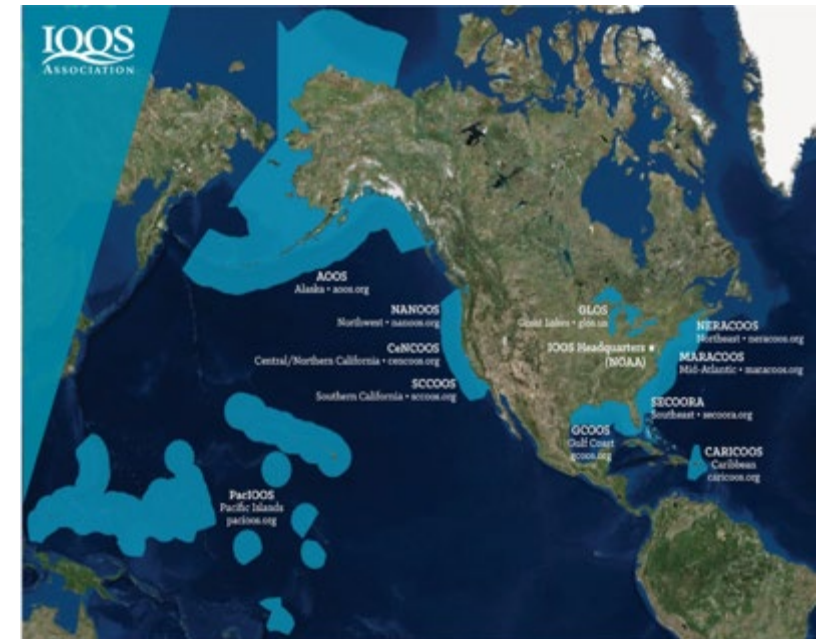 IOOS
ASSOCIATION
AOOS
Alaska • aoos.org
NANOOS
Northwest • nanoos.org
CeNCOOS
Central/Northern California • cencoos.org
SCCOOS
Southern California • sccoos.org
GLOS
Great Lakes • glos.us
IOOS Headquarters ★
(NOAA)
NERACOOS
Northeast • neracoos.org
MARACOOS
Mid-Atlantic • maracoos.org
SECOORA
Southeast • secoora.org
GCOOS
Gulf Coast
gcoos.org
CARICOOS
Caribbean
caricoos.org
PacIOOS
Pacific Islands
pacioos.org